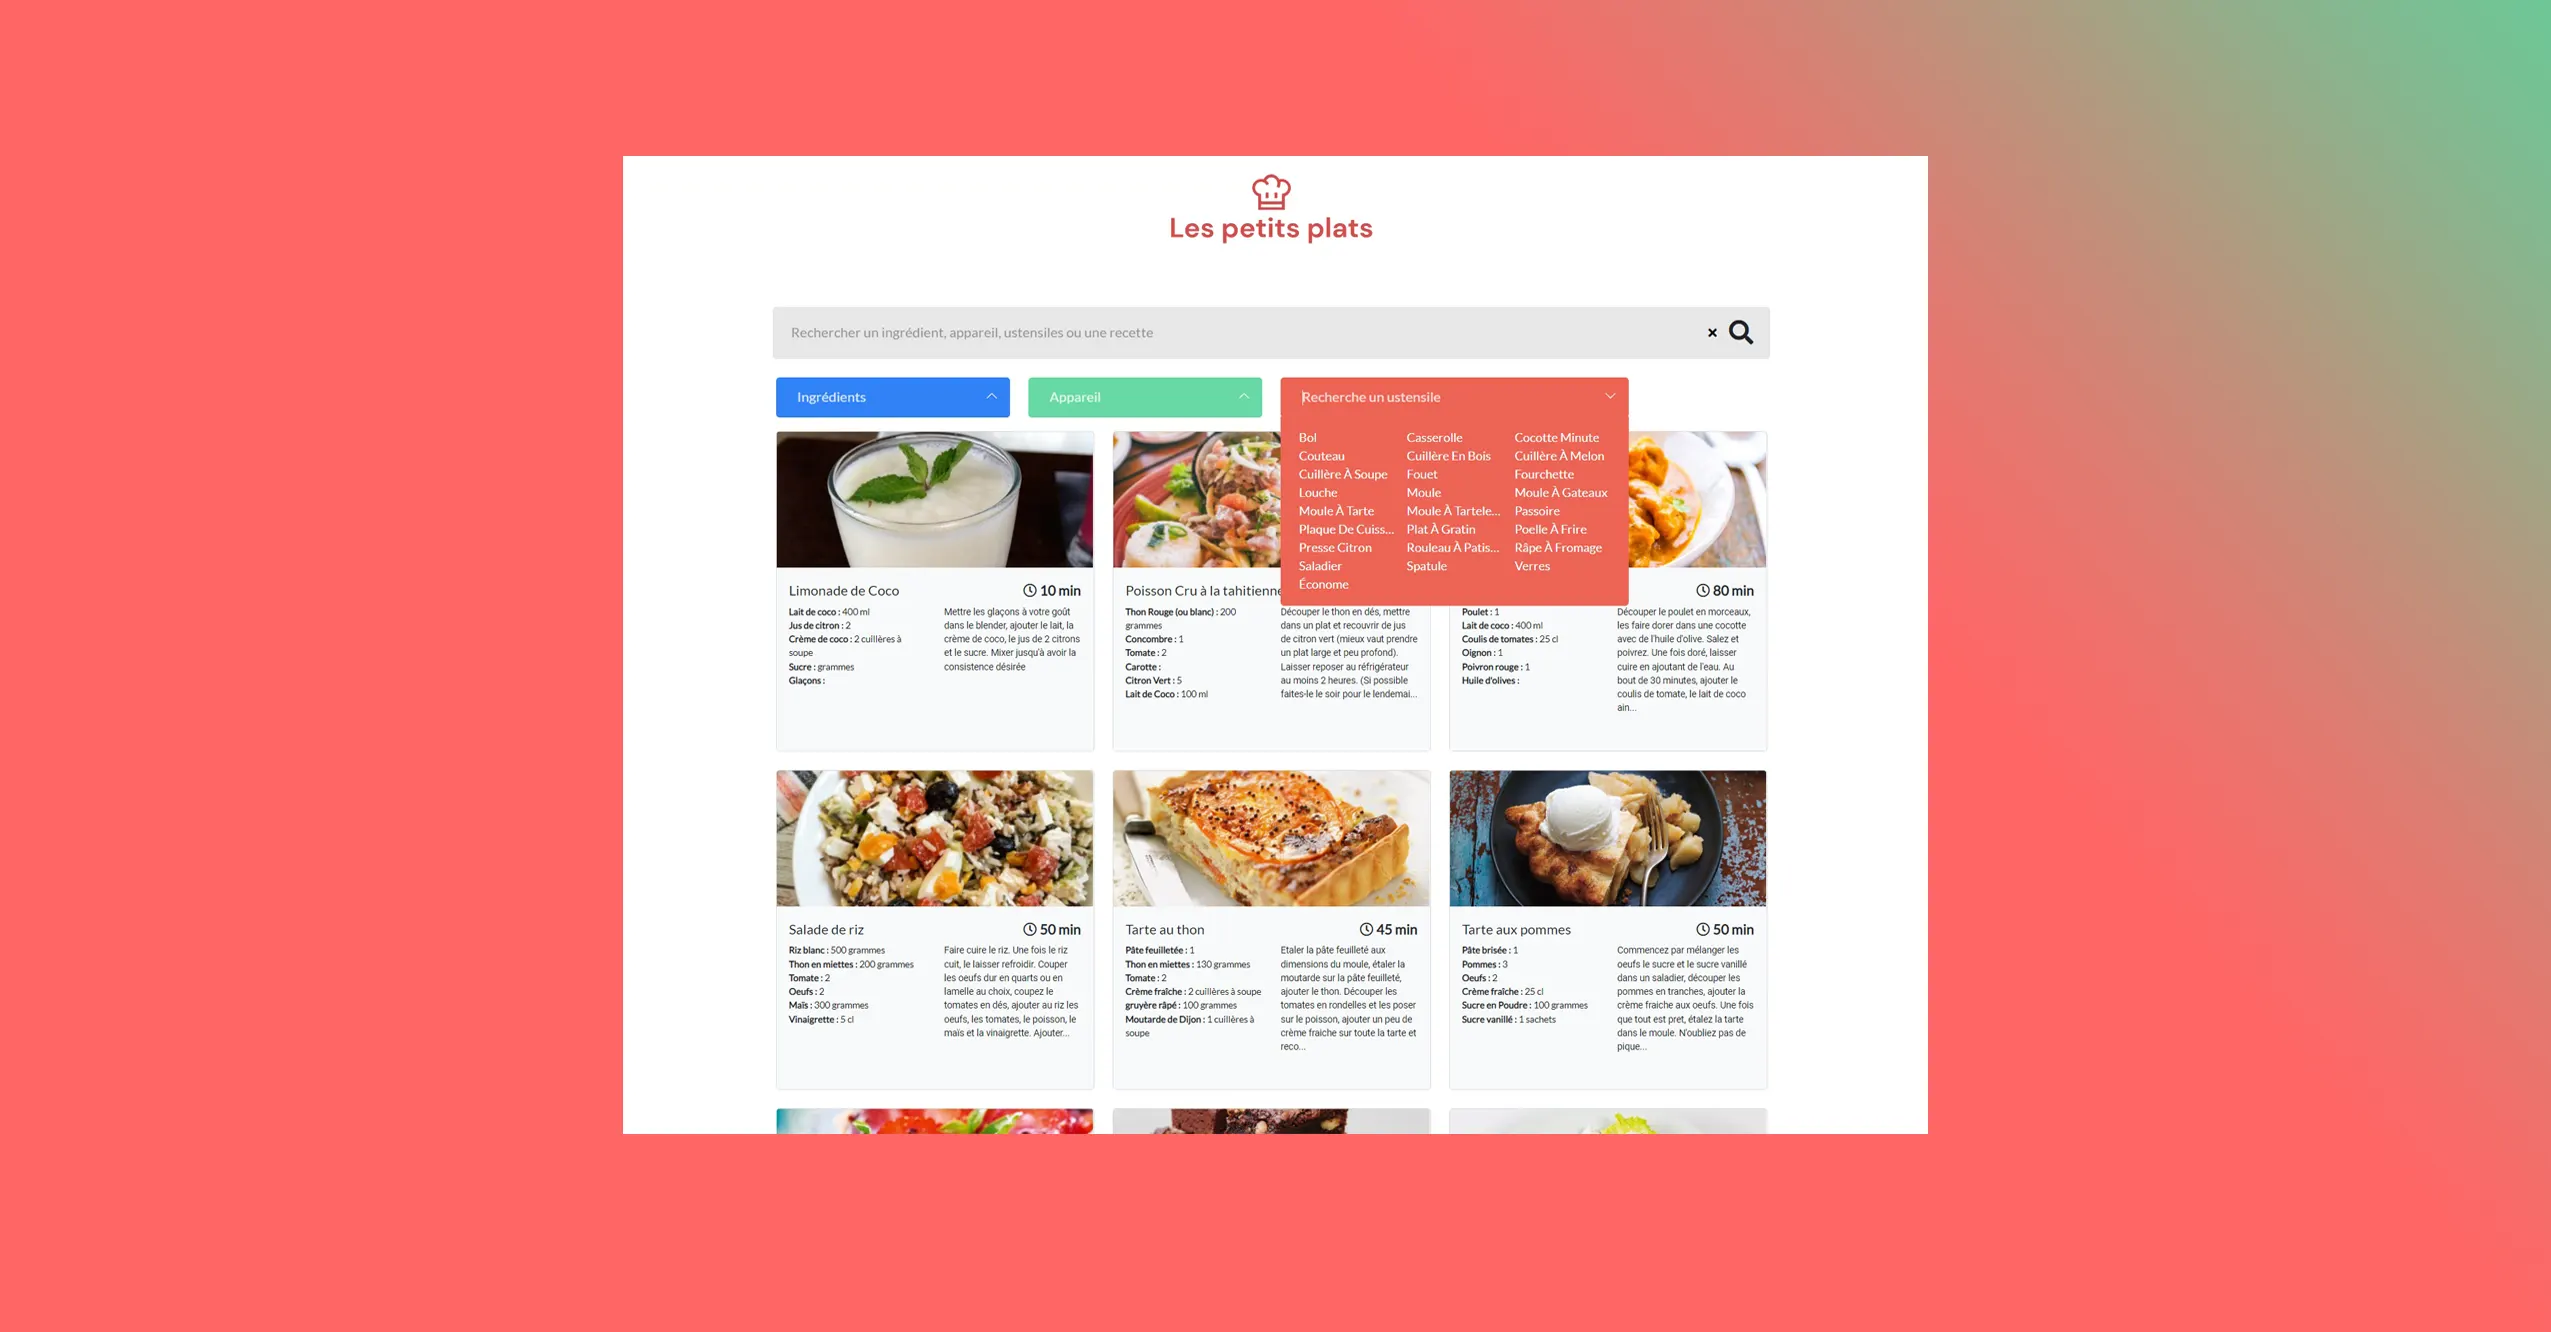 Les petits plats
Rechercher un ingrédient, appareil, ustensiles ou une recette
Ingrédients
Appareil
Recherche un ustensile
Bol Casserolle Cocotte Minute
Couteau Cuillère En Bois Cuillère À Melon
Cuillère À Soupe Fouet Fourchette
Louche Moule Moule À Gateaux
Moule À Tarte Moule À Tartele... Passoire
Plaque De Cuiss... Plat À Gratin Poelle À Frire
Presse Citron Rouleau À Patis... Râpe À Fromage
Saladier Spatule Verres
Économe
Limonade de Coco 10 min
Lait de coco : 400 ml
Jus de citron : 2
Crème de coco : 2 cuillères à
soupe
Sucre : grammes
Glaçons :
Mettre les glaçons à votre goût
dans le blender, ajouter le lait, la
crème de coco, le jus de 2 citrons
et le sucre. Mixer jusqu'à avoir la
consistence désirée
Poisson Cru à la tahitienne
Thon Rouge (ou blanc) : 200
grammes
Concombre : 1
Tomate : 2
Carotte :
Citron Vert : 5
Lait de Coco : 100 ml
Découper le thon en dés, mettre
dans un plat et recouvrir de jus
de citron vert (mieux vaut prendre
un plat large et peu profond).
Laisser reposer au réfrigérateur
au moins 2 heures. (Si possible
faites-le le soir pour le lendemai...
80 min
Poulet : 1
Lait de coco : 400 ml
Coulis de tomates : 25 cl
Oignon : 1
Poivron rouge : 1
Huile d'olives :
Découper le poulet en morceaux,
les faire dorer dans une cocotte
avec de l'huile d'olive. Salez et
poivrez. Une fois doré, laisser
cuire en ajoutant de l'eau. Au
bout de 30 minutes, ajouter le
coulis de tomate, le lait de coco
ain...
Salade de riz 50 min
Riz blanc : 500 grammes
Thon en miettes : 200 grammes
Tomate : 2
Oeufs : 2
Maïs : 300 grammes
Vinaigrette : 5 cl
Faire cuire le riz. Une fois le riz
cuit, le laisser refroidir. Couper
les oeufs dur en quarts ou en
lamelle au choix, coupez le
tomates en dés, ajouter au riz les
oeufs, les tomates, le poisson, le
maïs et la vinaigrette. Ajouter...
Tarte au thon 45 min
Pâte feuilletée : 1
Thon en miettes : 130 grammes
Tomate : 2
Crème fraîche : 2 cuillères à soupe
gruyère râpé : 100 grammes
Moutarde de Dijon : 1 cuillères à
soupe
Etaler la pâte feuilleté aux
dimensions du moule, étaler la
moutarde sur la pâte feuilleté,
ajouter le thon. Découper les
tomates en rondelles et les poser
sur le poisson, ajouter un peu de
crème fraiche sur toute la tarte et
reco...
Tarte aux pommes 50 min
Pâte brisée : 1
Pommes : 3
Oeufs : 2
Crème fraîche : 25 cl
Sucre en Poudre : 100 grammes
Sucre vanillé : 1 sachets
Commencez par mélanger les
oeufs le sucre et le sucre vanillé
dans un saladier, découper les
pommes en tranches, ajouter la
crème fraiche aux oeufs. Une fois
que tout est pret, étalez la tarte
dans le moule. N'oubliez pas de
pique...